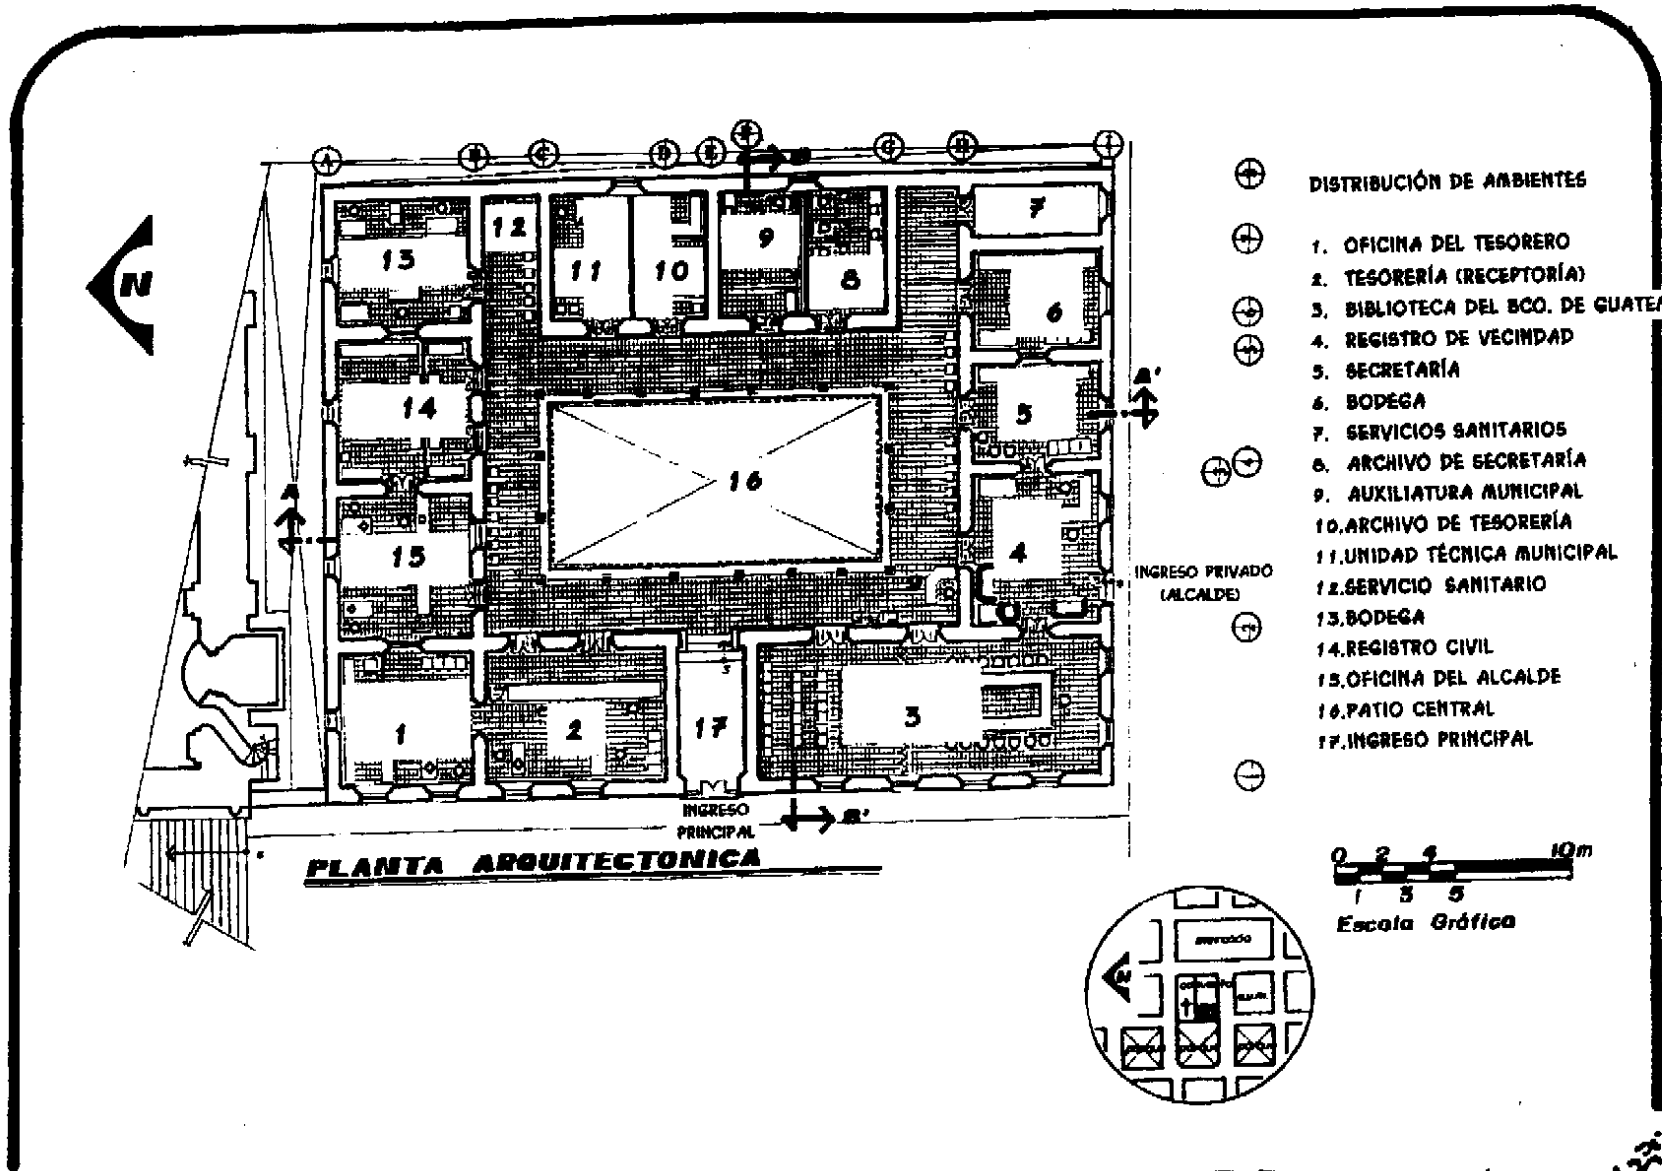 A B C D E F G H I
B'
DISTRIBUCIÓN DE AMBIENTES
1. OFICINA DEL TESORERO
2. TESORERÍA (RECEPTORÍA)
3. BIBLIOTECA DEL BCO. DE GUATEM
4. REGISTRO DE VECINDAD
5. SECRETARÍA
6. BODEGA
7. SERVICIOS SANITARIOS
8. ARCHIVO DE SECRETARÍA
9. AUXILIATURA MUNICIPAL
10. ARCHIVO DE TESORERÍA
11. UNIDAD TÉCNICA MUNICIPAL
12. SERVICIO SANITARIO
13. BODEGA
14. REGISTRO CIVIL
15. OFICINA DEL ALCALDE
16. PATIO CENTRAL
17. INGRESO PRINCIPAL
N
13 12 11 10 9 8 7
6
14 5
A'
16
A
15 4
INGRESO PRIVADO
(ALCALDE)
1 2 17 3
S
INGRESO
PRINCIPAL
B'
PLANTA ARQUITECTONICA
0 2 4 10m
1 3 5
Escala Gráfica
N